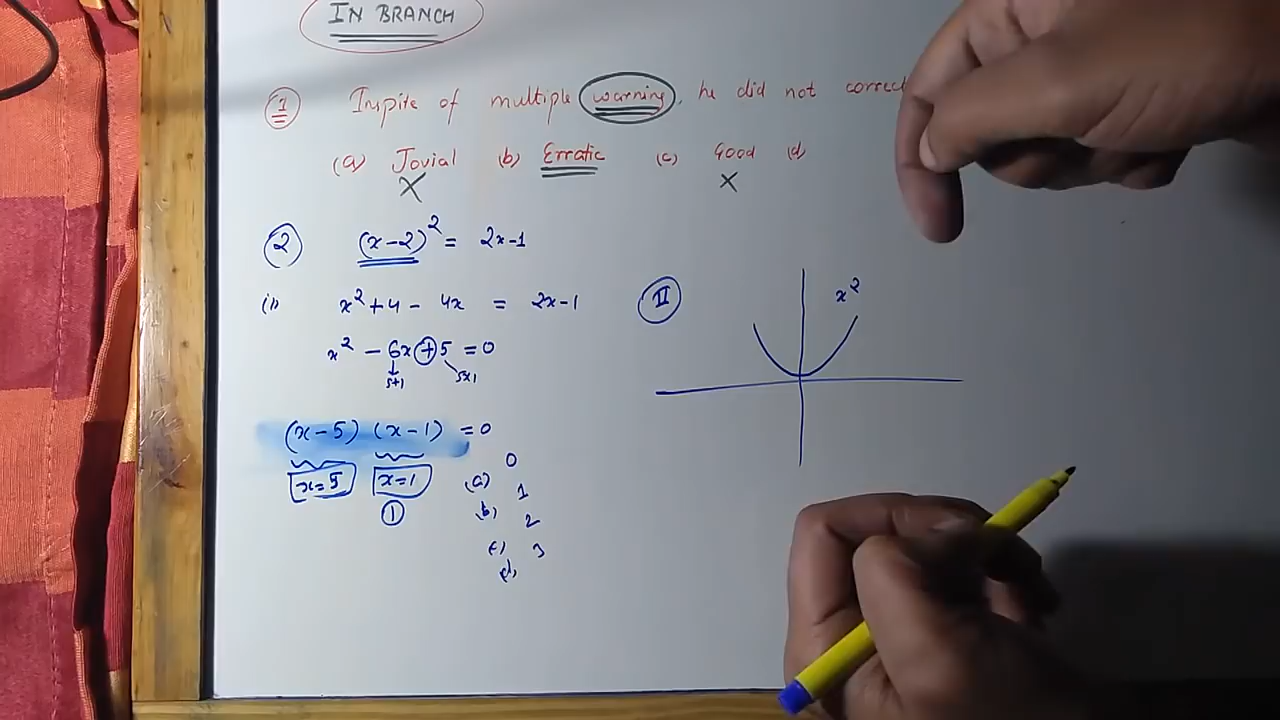 IN BRANCH
① Inspite of multiple warning, he did not correct
(a) Jovial (b) Erratic (c) Good (d)
X X
② (x-2)² = 2x-1
(i) x²+4-4x = 2x-1
x² - 6x+5 =0
5+1 5x1
(x-5) (x-1) =0
x=5 x=1
①
0
(a) 1
(b) 2
(c) 3
(d)
II
x²